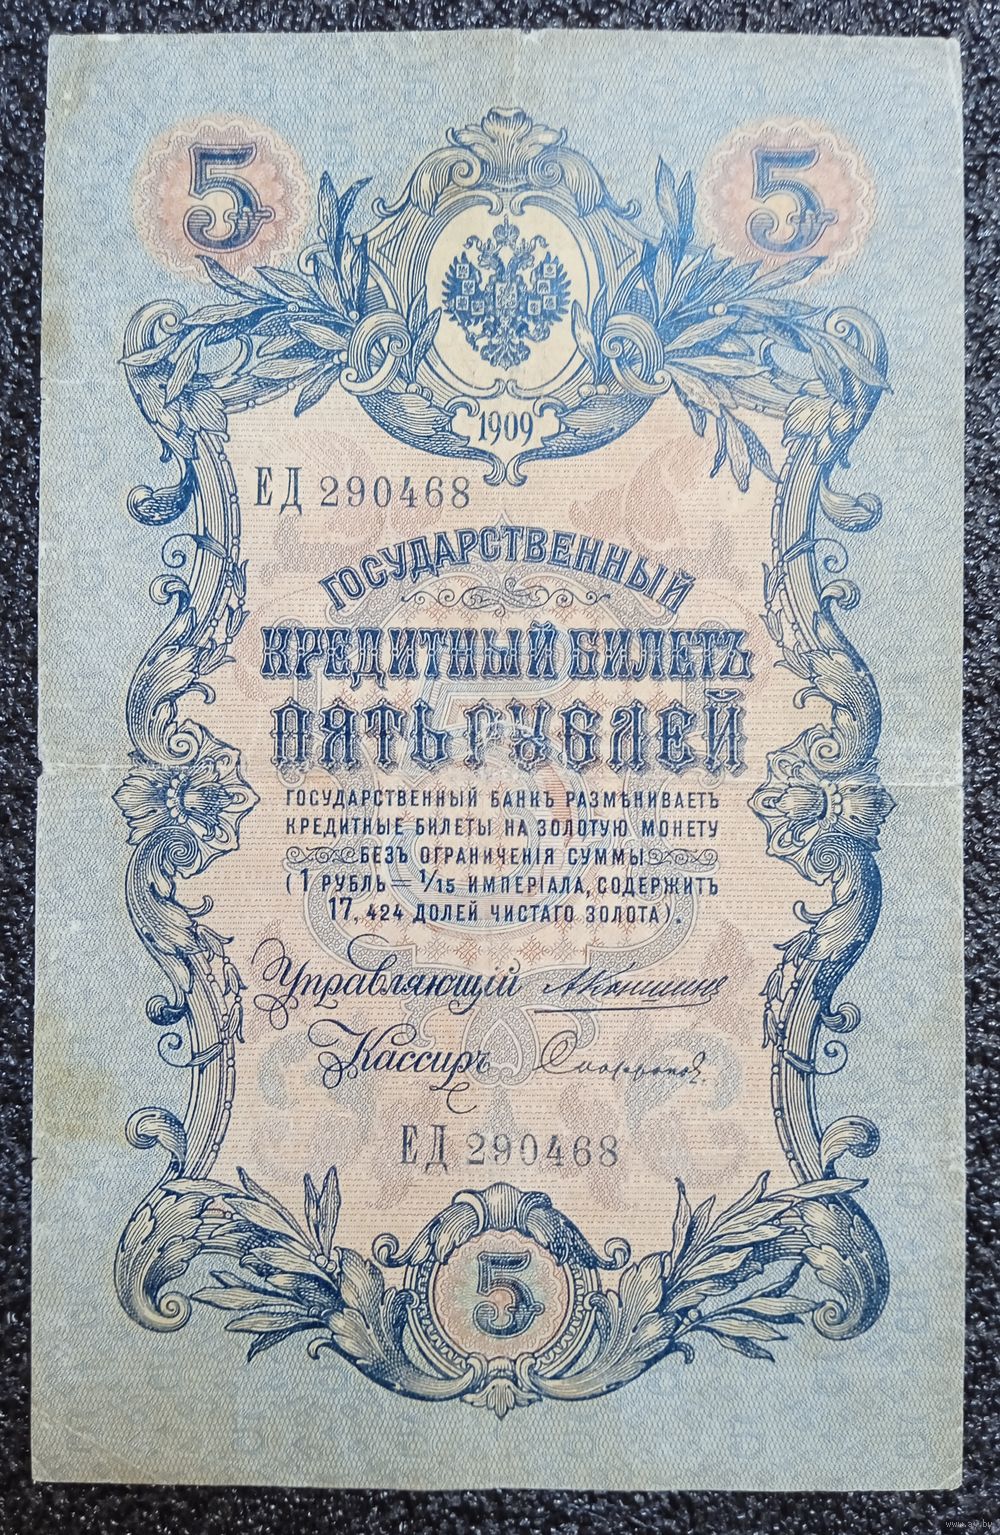 5 5
1909
ЕД 290468
ГОСУДАРСТВЕННЫЙ
КРЕДИТНЫЙ БИЛЕТЪ
ПЯТЬ РУБЛЕЙ
ГОСУДАРСТВЕННЫЙ БАНКЪ РАЗМѢНИВАЕТЪ
КРЕДИТНЫЕ БИЛЕТЫ НА ЗОЛОТУЮ МОНЕТУ
БЕЗЪ ОГРАНИЧЕНІЯ СУММЫ
(1 РУБЛЬ = 1/15 ИМПЕРІАЛА, СОДЕРЖИТЪ
17,424 ДОЛЕЙ ЧИСТАГО ЗОЛОТА).
Управляющій АКоншинъ
Кассиръ
ЕД 290468
5